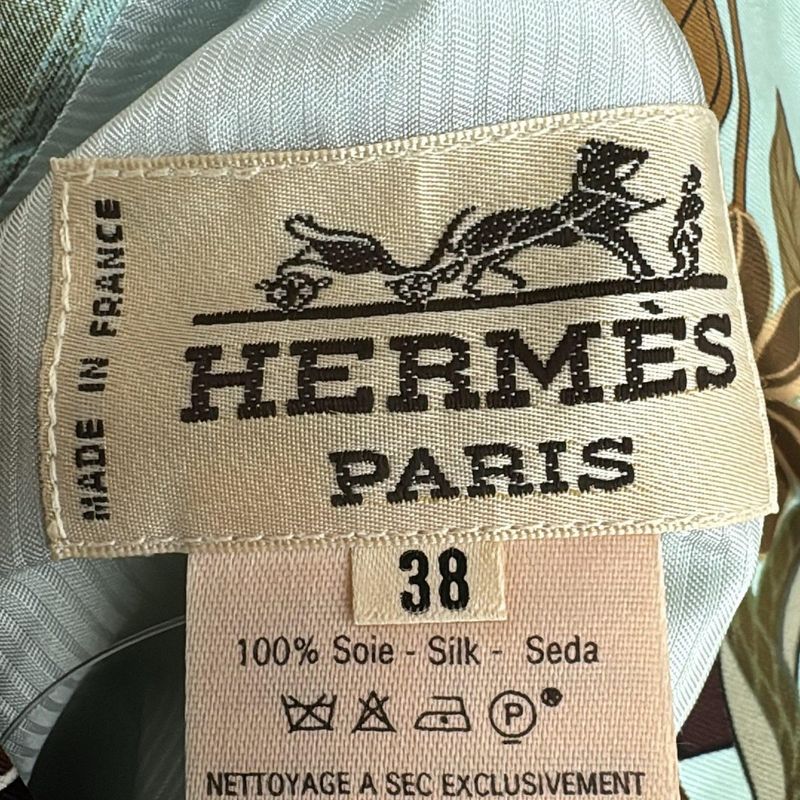 MADE IN FRANCE
HERMÈS
PARIS
38
100% Soie - Silk - Seda
P
NETTOYAGE A SEC EXCLUSIVEMENT